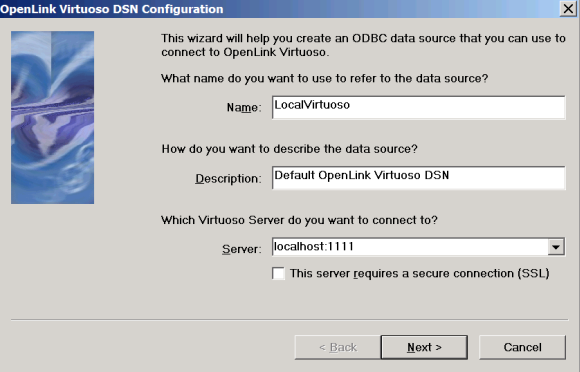 OpenLink Virtuoso DSN Configuration
This wizard will help you create an ODBC data source that you can use to
connect to OpenLink Virtuoso.
What name do you want to use to refer to the data source?
Name: LocalVirtuoso
How do you want to describe the data source?
Description: Default OpenLink Virtuoso DSN
Which Virtuoso Server do you want to connect to?
Server: localhost:1111
This server requires a secure connection (SSL)
< Back Next > Cancel